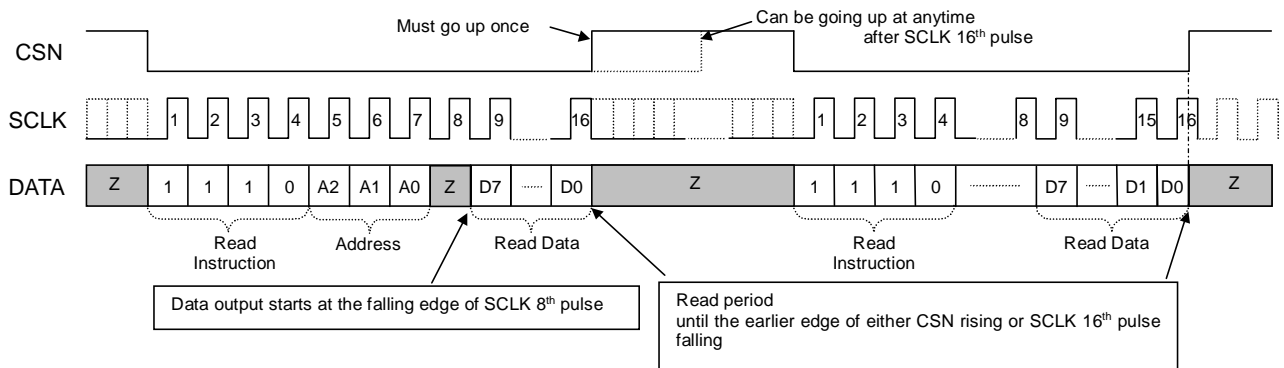 Must go up once
Can be going up at anytime
after SCLK 16th pulse
CSN
SCLK
1 2 3 4 5 6 7 8 9 16 1 2 3 4 8 9 15 16
DATA
Z 1 1 1 0 A2 A1 A0 Z D7 ······ D0 Z 1 1 1 0 ··············· D7 ······ D1 D0 Z
Read
Instruction
Address
Read Data
Read
Instruction
Read Data
Data output starts at the falling edge of SCLK 8th pulse
Read period
until the earlier edge of either CSN rising or SCLK 16th pulse
falling